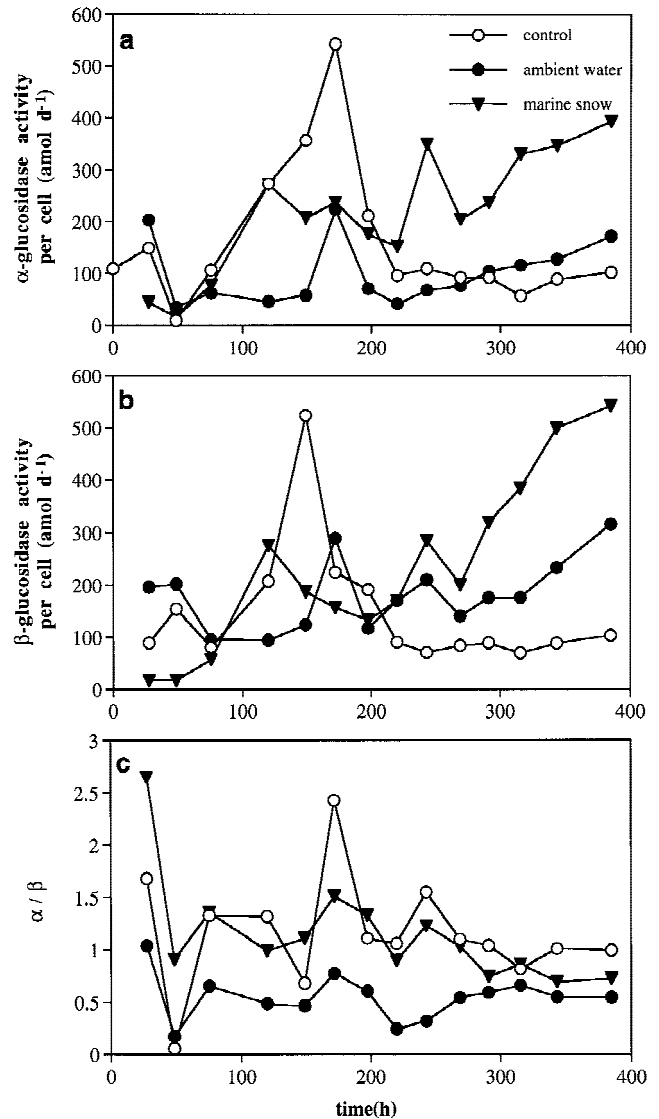 a
600
500
400
300
200
100
0
α-glucosidase activity
per cell (amol d⁻¹)
control
ambient water
marine snow
0 100 200 300 400
b
600
500
400
300
200
100
0
β-glucosidase activity
per cell (amol d⁻¹)
0 100 200 300 400
c
3
2.5
2
1.5
1
0.5
0
α / β
0 100 200 300 400
time(h)